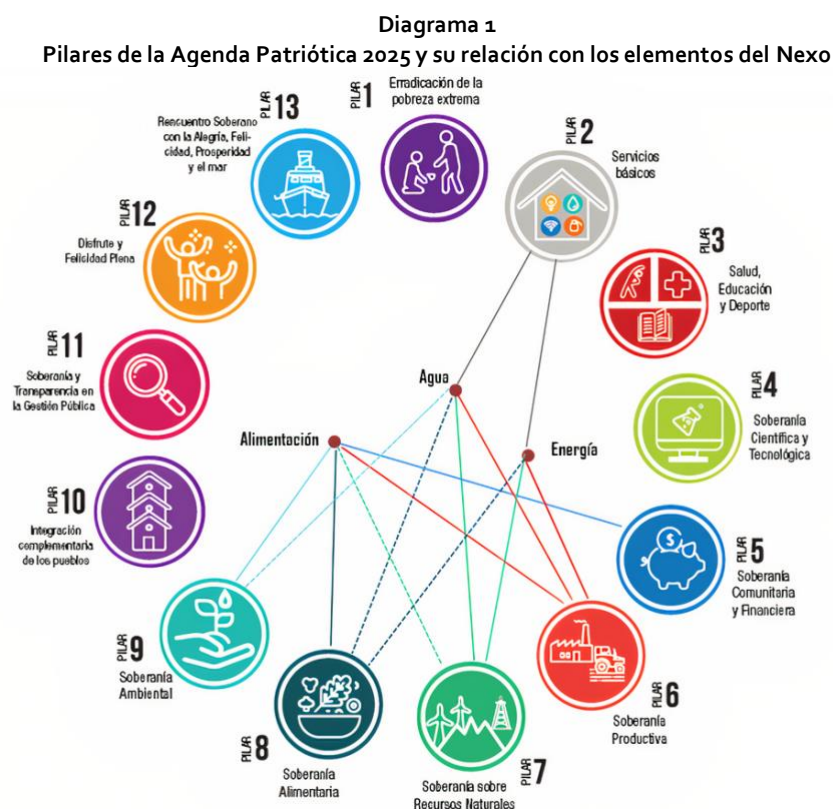 Diagrama 1
Pilares de la Agenda Patriótica 2025 y su relación con los elementos del Nexo
PILAR 1
Erradicación de la
pobreza extrema
PILAR 2
Servicios
básicos
PILAR 3
Salud,
Educación
y Deporte
PILAR 4
Soberanía
Científica y
Tecnológica
PILAR 5
Soberanía
Comunitaria
y Financiera
PILAR 6
Soberanía
Productiva
PILAR 7
Soberanía sobre
Recursos Naturales
PILAR 8
Soberanía
Alimentaria
PILAR 9
Soberanía
Ambiental
PILAR 10
Integración
complementaria
de los pueblos
PILAR 11
Soberanía y
Transparencia en
la Gestión Pública
PILAR 12
Disfrute y
Felicidad Plena
PILAR 13
Reencuentro Soberano
con la Alegría, Feli-
cidad, Prosperidad
y el mar
Agua
Alimentación
Energía
$